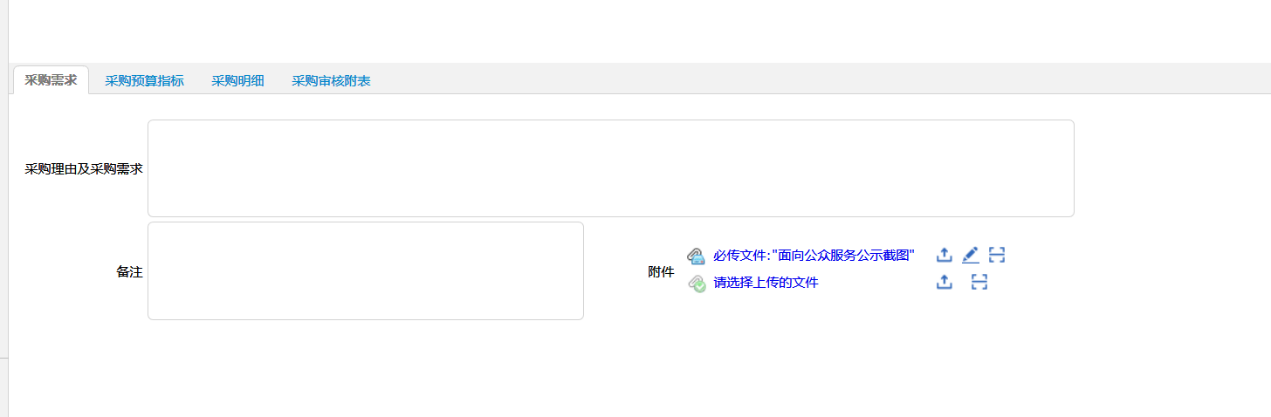 采购需求 采购预算指标 采购明细 采购审核附表
采购理由及采购需求
备注
附件
必传文件:"面向公众服务公示截图"
请选择上传的文件